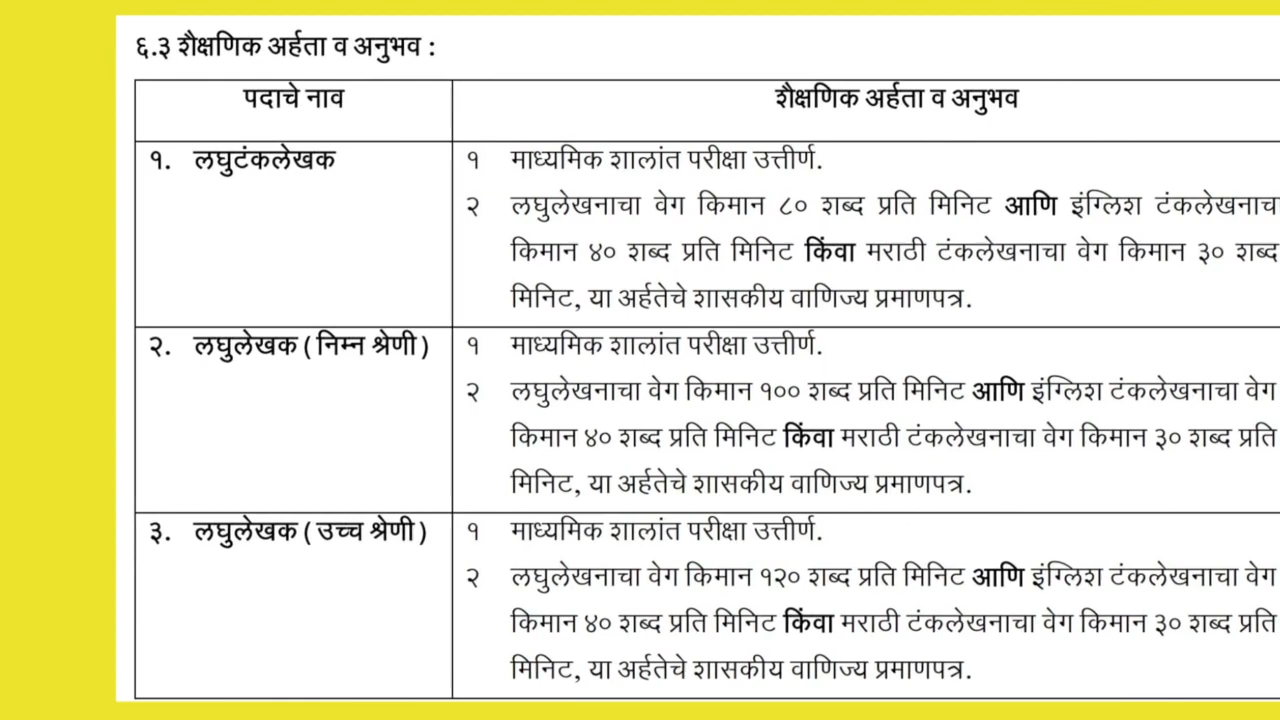 ६.३ शैक्षणिक अर्हता व अनुभव :
पदाचे नाव शैक्षणिक अर्हता व अनुभव
१. लघुटंकलेखक १ माध्यमिक शालांत परीक्षा उत्तीर्ण.
२ लघुलेखनाचा वेग किमान ८० शब्द प्रति मिनिट आणि इंग्लिश टंकलेखनाच
किमान ४० शब्द प्रति मिनिट किंवा मराठी टंकलेखनाचा वेग किमान ३० शब्द
मिनिट, या अर्हतेचे शासकीय वाणिज्य प्रमाणपत्र.
२. लघुलेखक ( निम्न श्रेणी ) १ माध्यमिक शालांत परीक्षा उत्तीर्ण.
२ लघुलेखनाचा वेग किमान १०० शब्द प्रति मिनिट आणि इंग्लिश टंकलेखनाचा वेग
किमान ४० शब्द प्रति मिनिट किंवा मराठी टंकलेखनाचा वेग किमान ३० शब्द प्रति
मिनिट, या अर्हतेचे शासकीय वाणिज्य प्रमाणपत्र.
३. लघुलेखक ( उच्च श्रेणी ) १ माध्यमिक शालांत परीक्षा उत्तीर्ण.
२ लघुलेखनाचा वेग किमान १२० शब्द प्रति मिनिट आणि इंग्लिश टंकलेखनाचा वेग
किमान ४० शब्द प्रति मिनिट किंवा मराठी टंकलेखनाचा वेग किमान ३० शब्द प्रति
मिनिट, या अर्हतेचे शासकीय वाणिज्य प्रमाणपत्र.